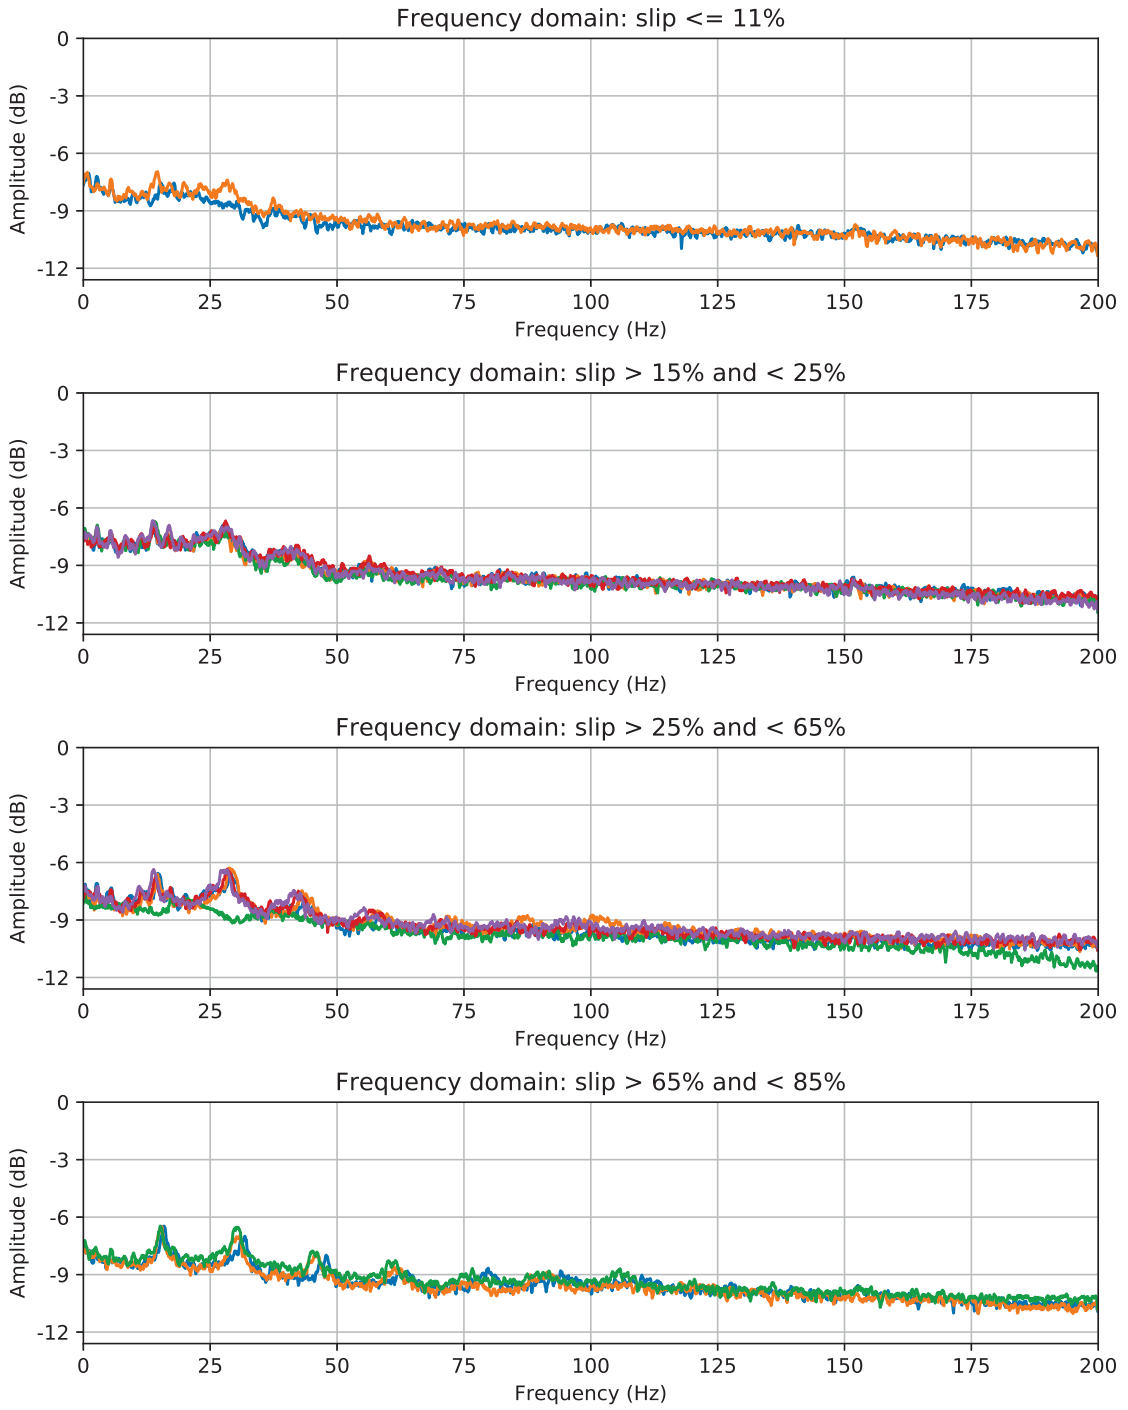 Frequency domain: slip <= 11%
0
-3
-6
-9
-12
Amplitude (dB)
0 25 50 75 100 125 150 175 200
Frequency (Hz)
Frequency domain: slip > 15% and < 25%
0
-3
-6
-9
-12
Amplitude (dB)
0 25 50 75 100 125 150 175 200
Frequency (Hz)
Frequency domain: slip > 25% and < 65%
0
-3
-6
-9
-12
Amplitude (dB)
0 25 50 75 100 125 150 175 200
Frequency (Hz)
Frequency domain: slip > 65% and < 85%
0
-3
-6
-9
-12
Amplitude (dB)
0 25 50 75 100 125 150 175 200
Frequency (Hz)